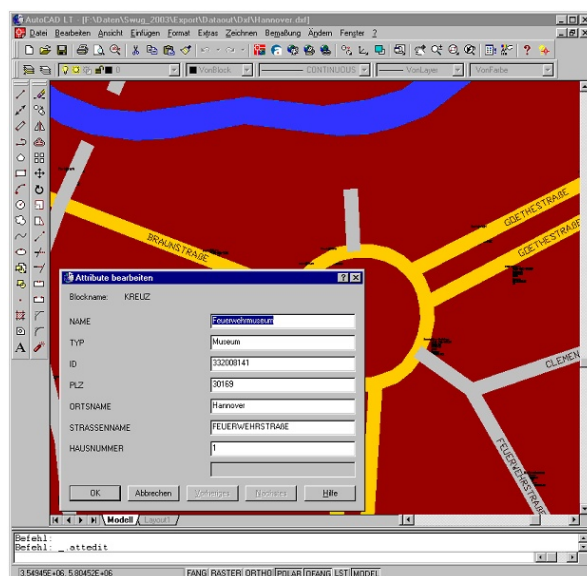 AutoCAD LT - [F:\Daten\Swug_2003\Export\Dataout\Dxf\Hannover.dxf]
Datei Bearbeiten Ansicht Einfügen Format Extras Zeichnen Bemaßung Ändern Fenster ?
0 VonBlock CONTINUOUS VonLayer VonFarbe
GOETHESTRAßE
GOETHESTRAßE
BRAUNSTRAßE
CLEMEN
FEUERWEHRSTRAßE
Attribute bearbeiten
Blockname: KREUZ
NAME Feuerwehrmuseum
TYP Museum
ID 332008141
PLZ 30169
ORTSNAME Hannover
STRASSENNAME FEUERWEHRSTRAßE
HAUSNUMMER 1
OK Abbrechen Vorheriges Nächstes Hilfe
Modell Layout1
Befehl:
Befehl: _.attedit
3.54945E+06, 5.80452E+06 FANG RASTER ORTHO POLAR OFANG LST MODELL